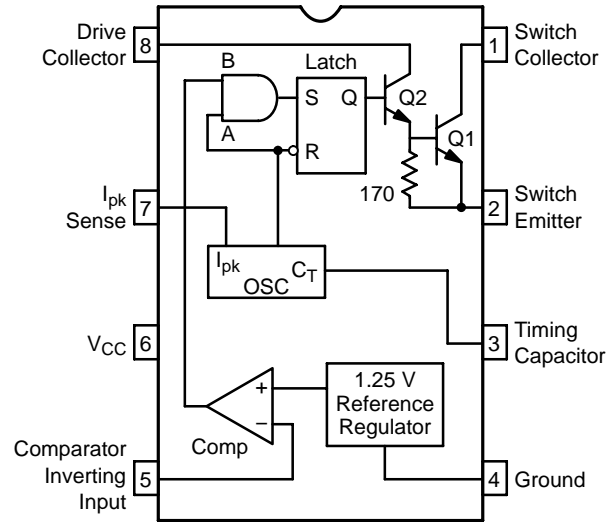 Drive
Collector
8
B
Latch
1
Switch
Collector
S
Q
Q2
A
Q1
R
170
Ipk
Sense
7
2
Switch
Emitter
Ipk
CT
OSC
VCC
6
3
Timing
Capacitor
+
1.25 V
Reference
Regulator
−
Comp
Comparator
Inverting
Input
5
4
Ground